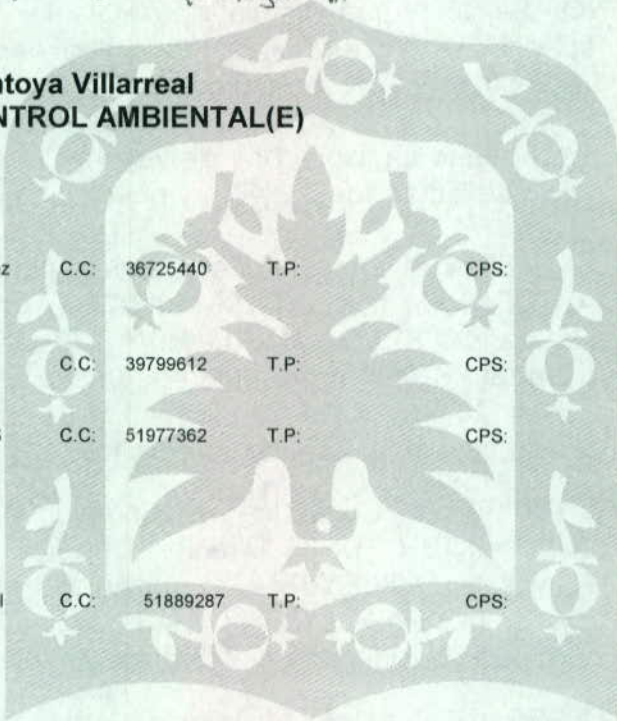 ntoya Villarreal
NTROL AMBIENTAL(E)
z C.C: 36725440 T.P: CPS:
C.C: 39799612 T.P: CPS:
S C.C: 51977362 T.P: CPS:
l C.C: 51889287 T.P: CPS: